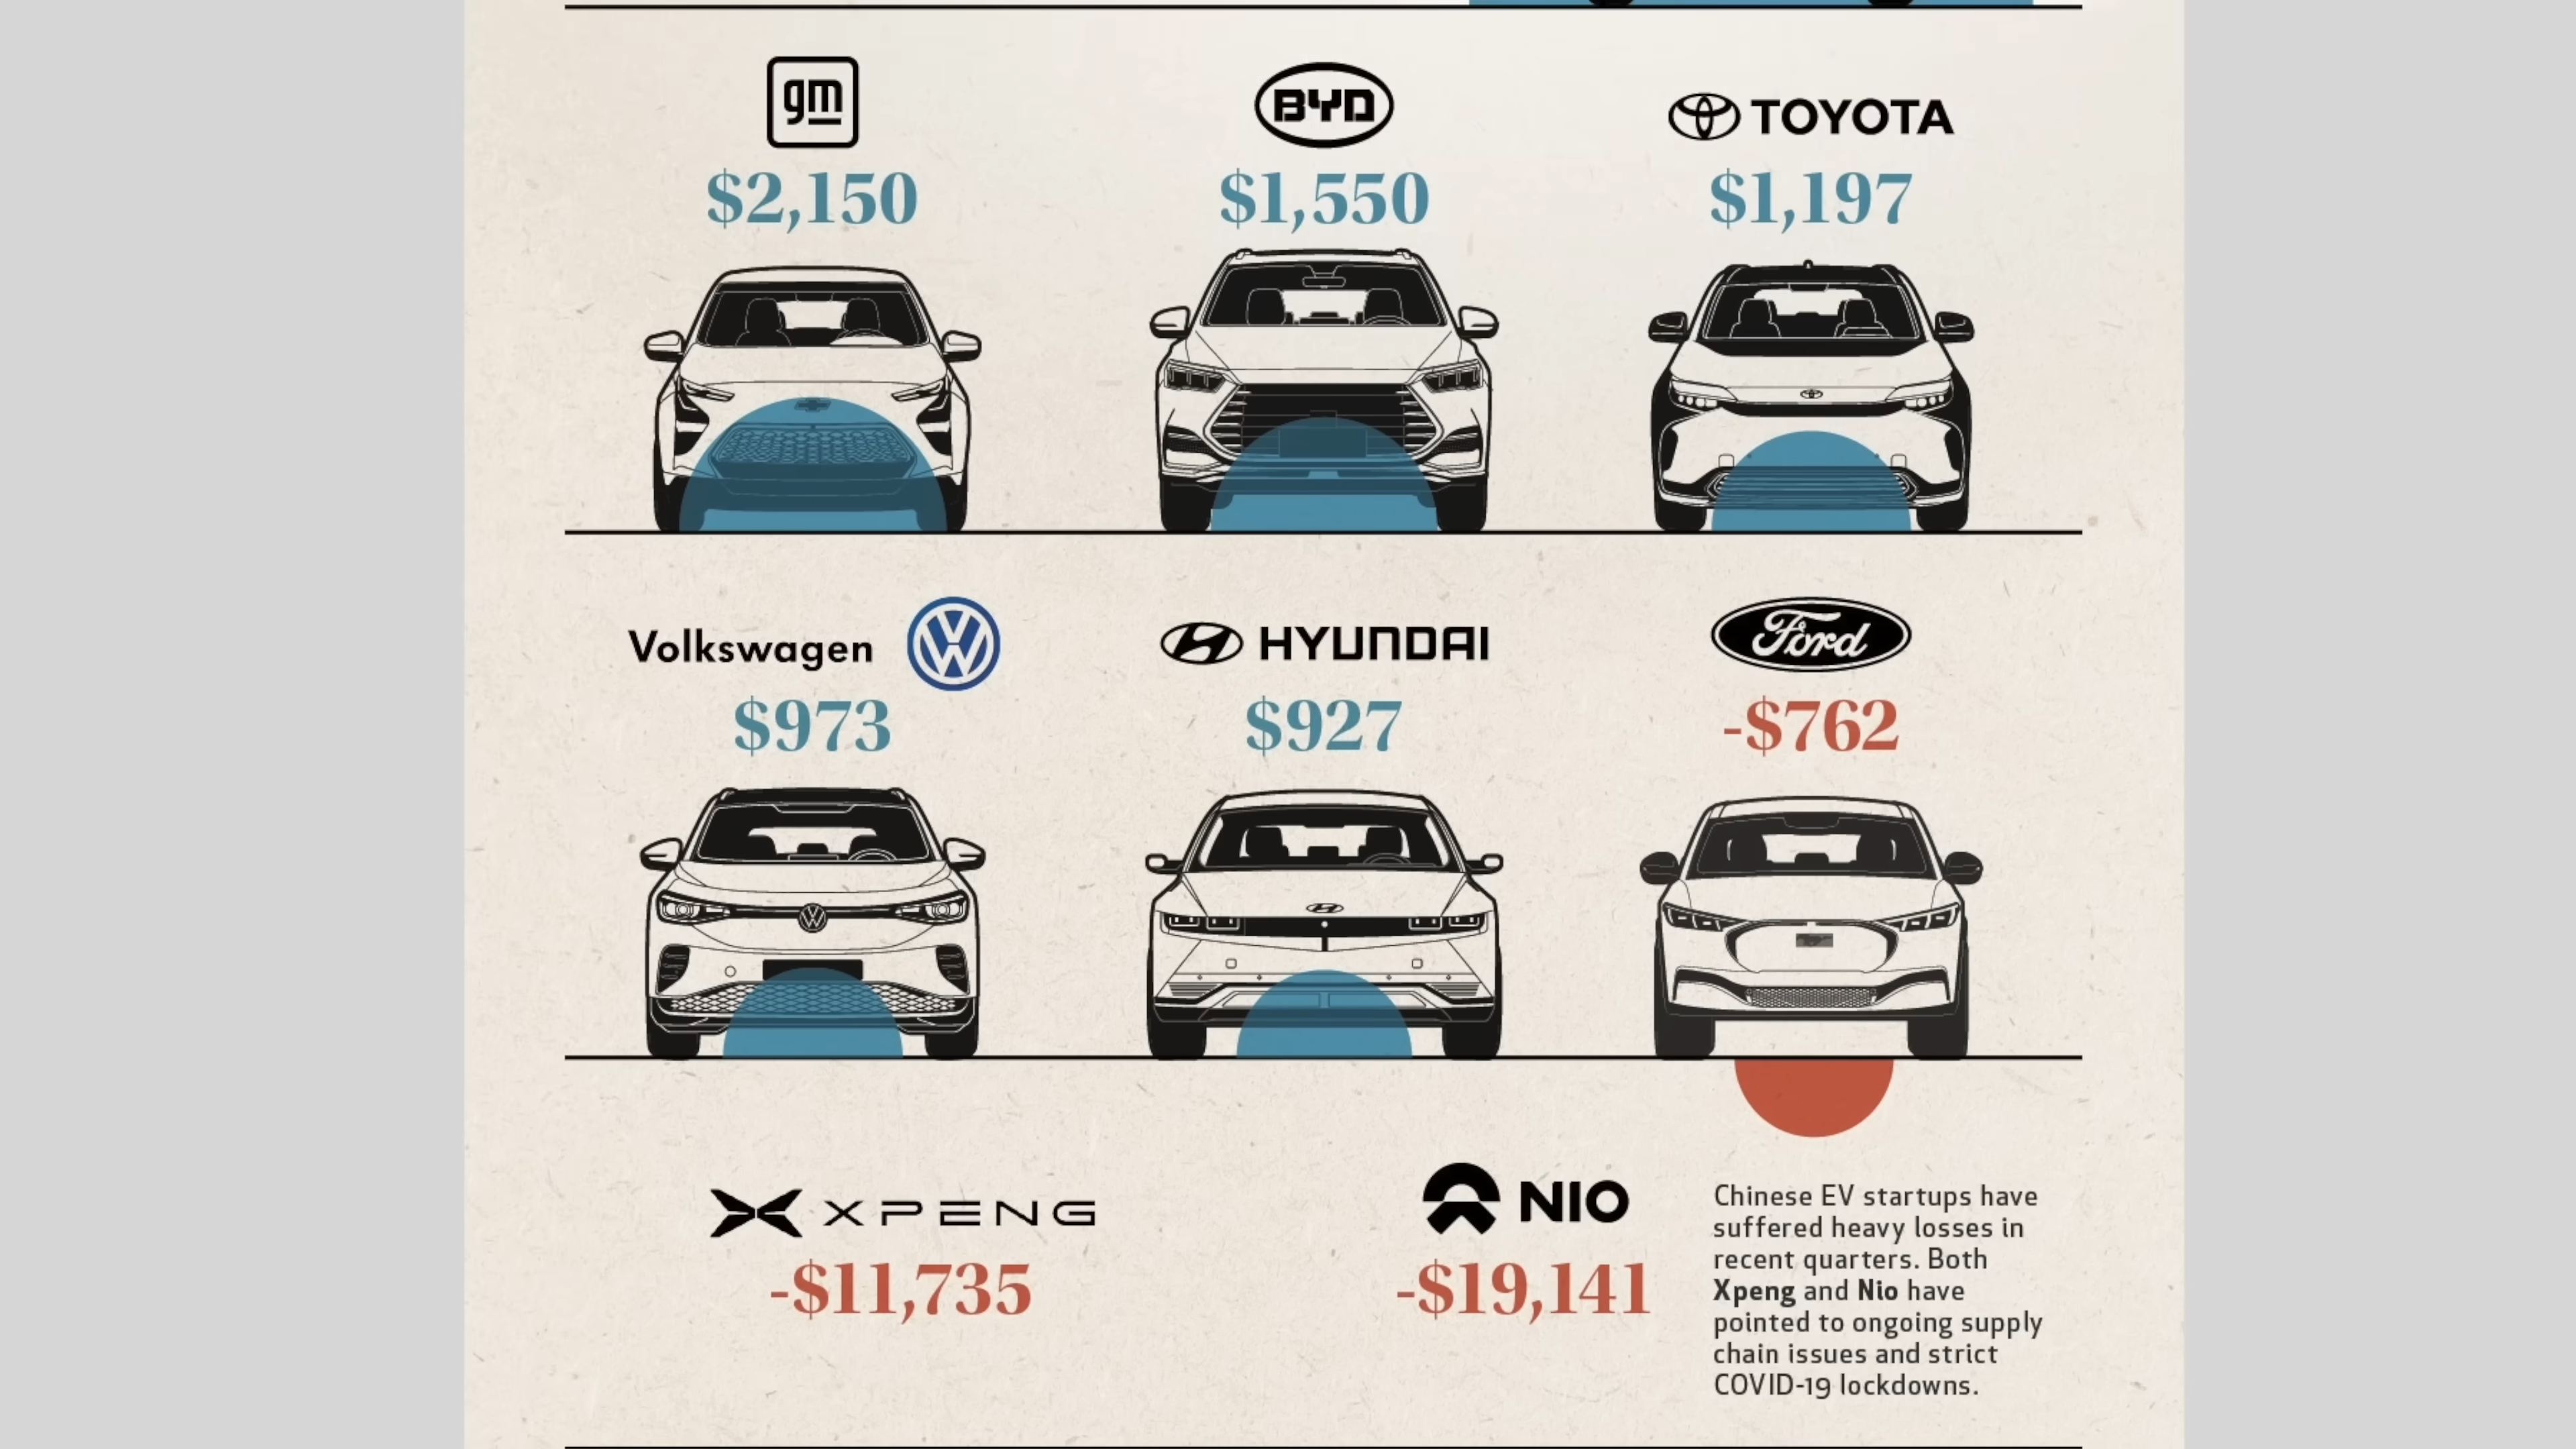 gm
BYD
TOYOTA
$2,150
$1,550
$1,197
Volkswagen
HYUNDAI
Ford
$973
$927
-$762
XPENG
NIO
-$11,735
-$19,141
Chinese EV startups have
suffered heavy losses in
recent quarters. Both
Xpeng and Nio have
pointed to ongoing supply
chain issues and strict
COVID-19 lockdowns.